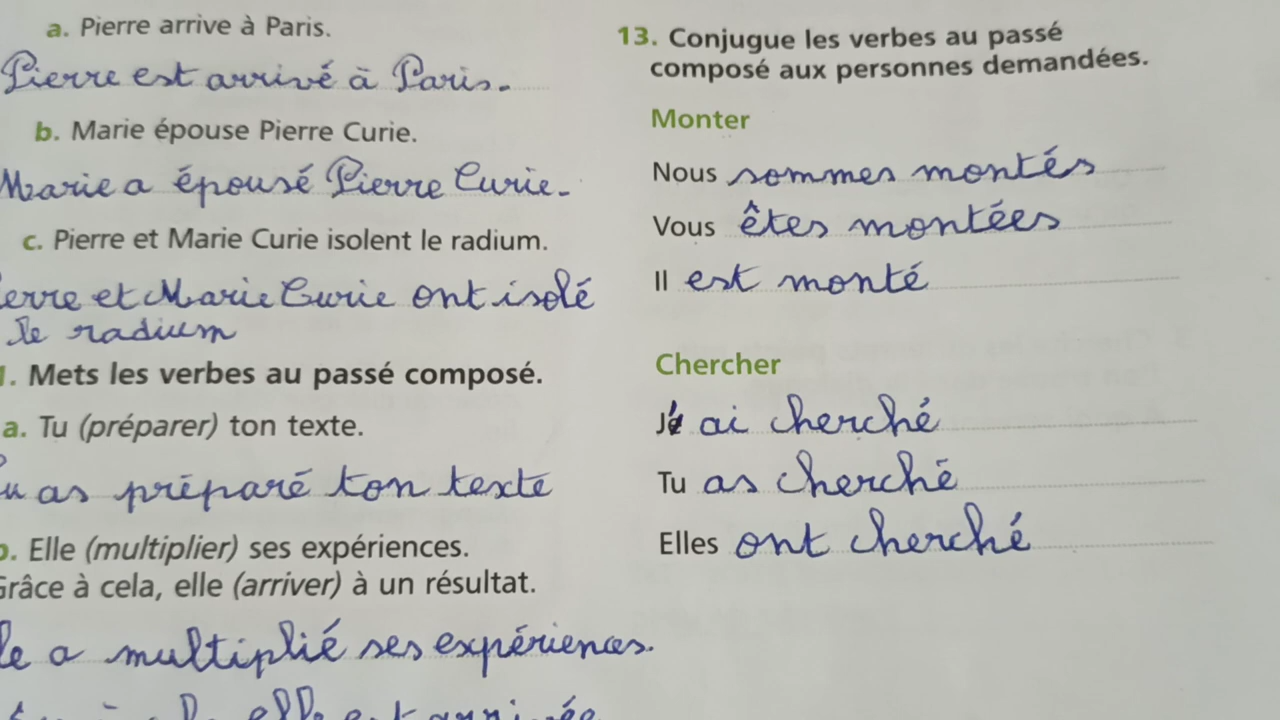 a. Pierre arrive à Paris.
Pierre est arrivé à Paris.
b. Marie épouse Pierre Curie.
Marie a épousé Pierre Curie.
c. Pierre et Marie Curie isolent le radium.
erre et Marie Curie ont isolé
le radium
1. Mets les verbes au passé composé.
a. Tu (préparer) ton texte.
u as préparé ton texte
b. Elle (multiplier) ses expériences.
Grâce à cela, elle (arriver) à un résultat.
le a multiplié ses expériences.
elle est arrivée
13. Conjugue les verbes au passé
composé aux personnes demandées.
Monter
Nous sommes montés
Vous êtes montées
Il est monté
Chercher
J'ai cherché
Tu as cherché
Elles ont cherché